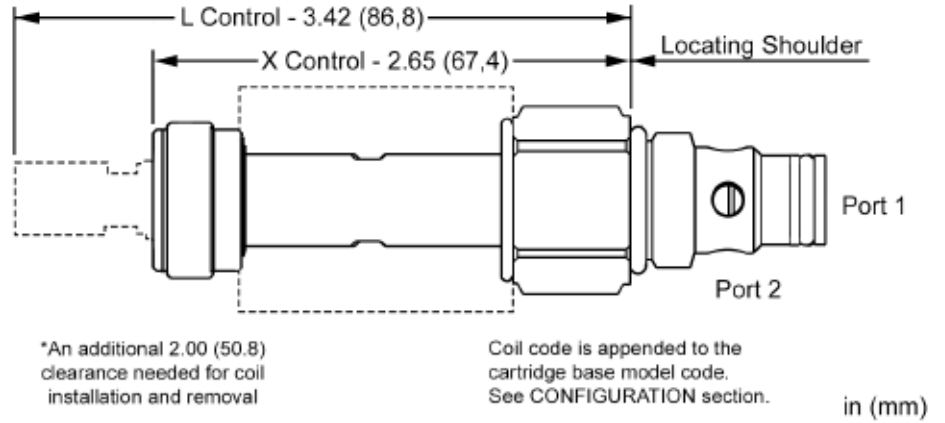 L Control - 3.42 (86,8)
X Control - 2.65 (67,4)
Locating Shoulder
Port 1
Port 2
*An additional 2.00 (50.8)
clearance needed for coil
installation and removal
Coil code is appended to the
cartridge base model code.
See CONFIGURATION section.
in (mm)